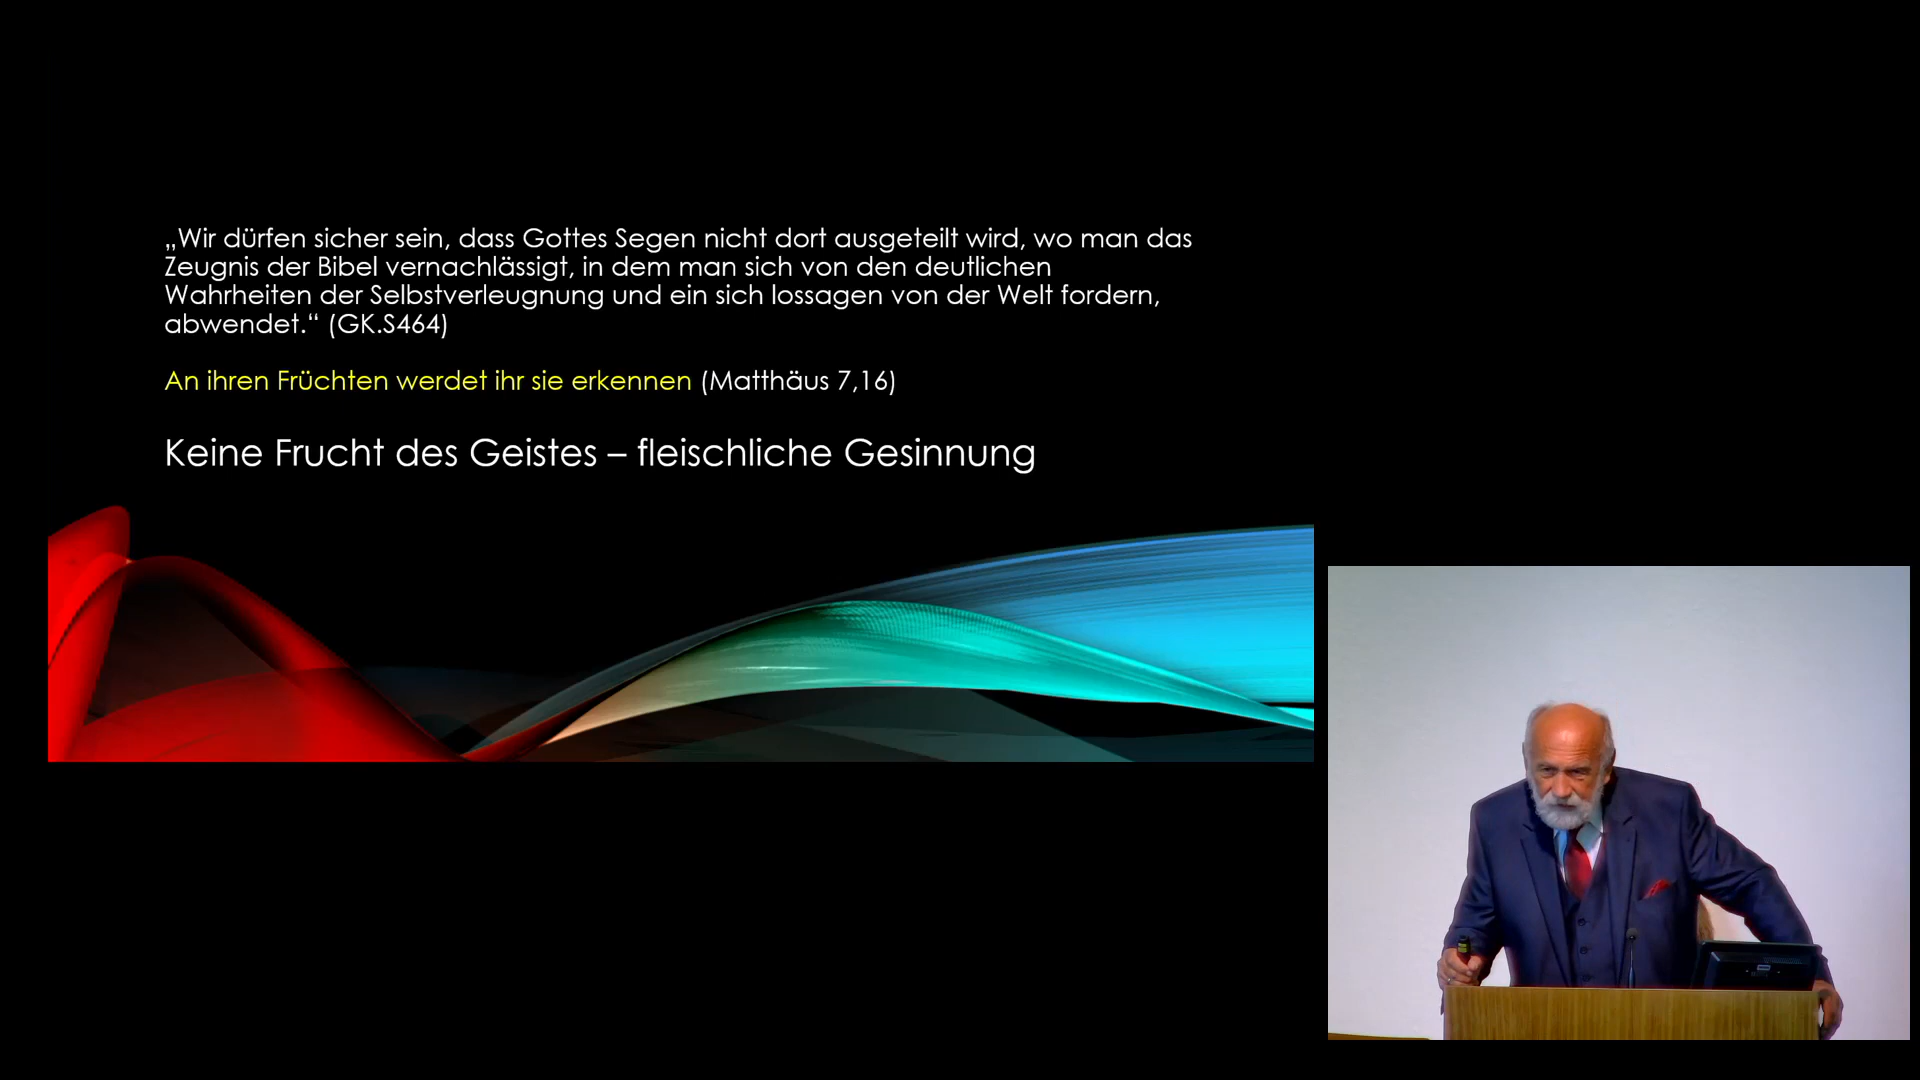 „Wir dürfen sicher sein, dass Gottes Segen nicht dort ausgeteilt wird, wo man das
Zeugnis der Bibel vernachlässigt, in dem man sich von den deutlichen
Wahrheiten der Selbstverleugnung und ein sich lossagen von der Welt fordern,
abwendet.“ (GK.S464)
An ihren Früchten werdet ihr sie erkennen (Matthäus 7,16)
Keine Frucht des Geistes – fleischliche Gesinnung